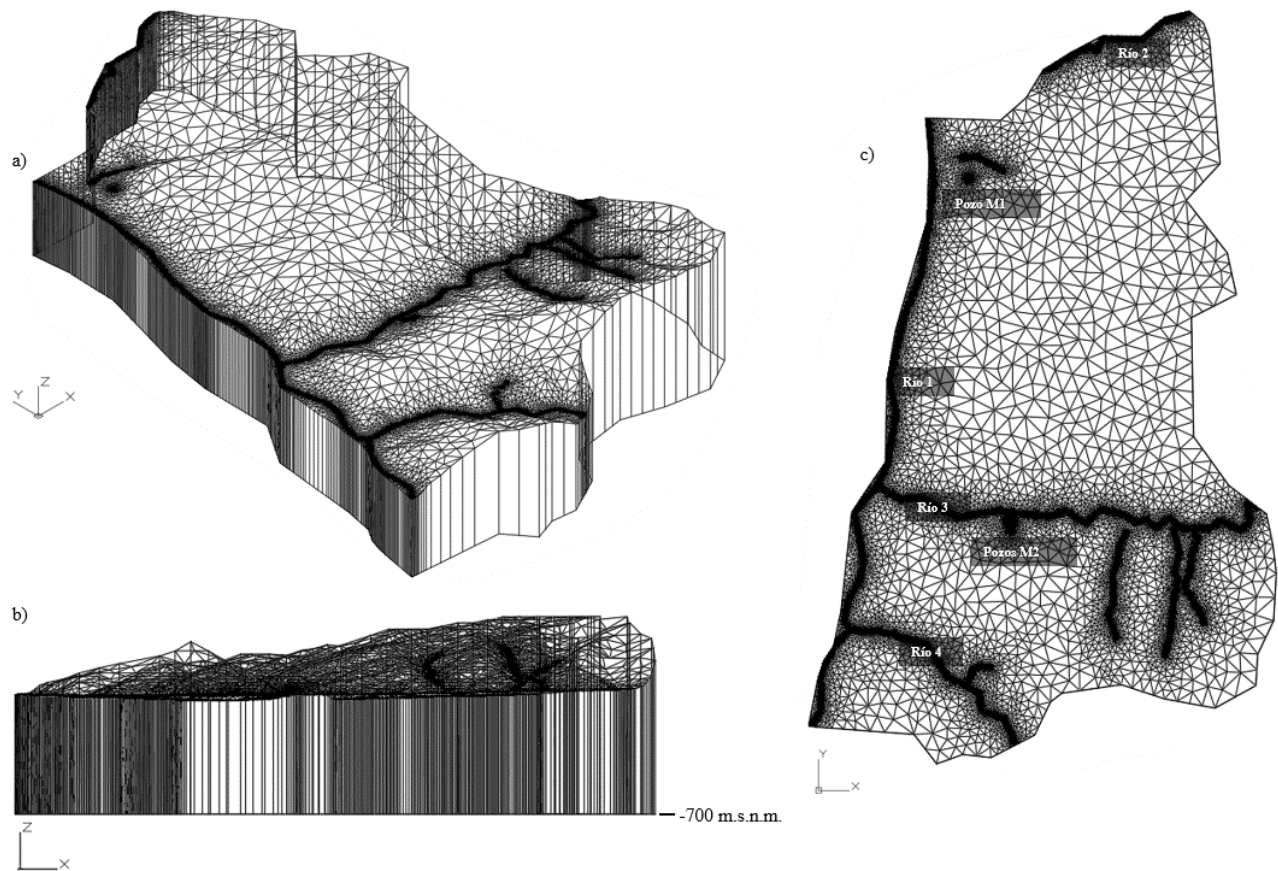 a)
Z
Y
X
b)
-700 m.s.n.m.
Z
X
c)
Río 2
Pozo M1
Río 1
Río 3
Pozos M2
Río 4
Y
X